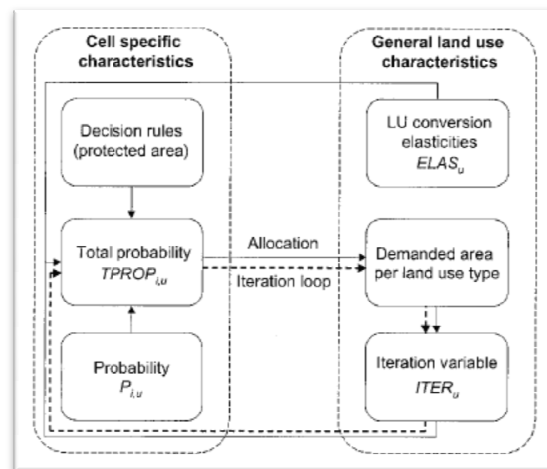 Cell specific
characteristics
General land use
characteristics
Decision rules
(protected area)
LU conversion
elasticities
ELASᵤ
Total probability
TPROPᵢ,ᵤ
Allocation
Iteration loop
Demanded area
per land use type
Probability
Pᵢ,ᵤ
Iteration variable
ITERᵤ